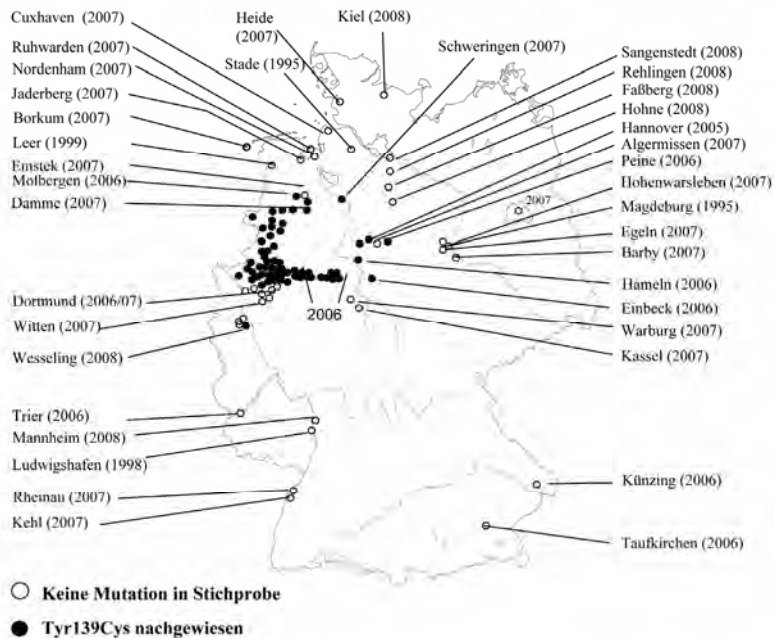 Cuxhaven (2007)
Ruhwarden (2007)
Nordenham (2007)
Jaderberg (2007)
Borkum (2007)
Leer (1999)
Emstek (2007)
Molbergen (2006)
Damme (2007)
Heide
(2007)
Stade (1995)
Kiel (2008)
Schweringen (2007)
Sangenstedt (2008)
Rehlingen (2008)
Faßberg (2008)
Hohne (2008)
Hannover (2005)
Algermissen (2007)
Peine (2006)
Hohenwarsleben (2007)
Magdeburg (1995)
Egeln (2007)
Barby (2007)
2007
Hameln (2006)
Einbeck (2006)
Warburg (2007)
Kassel (2007)
Dortmund (2006/07)
2006
Witten (2007)
Wesseling (2008)
Trier (2006)
Mannheim (2008)
Ludwigshafen (1998)
Rheinau (2007)
Kehl (2007)
Künzing (2006)
Taufkirchen (2006)
Keine Mutation in Stichprobe
Tyr139Cys nachgewiesen